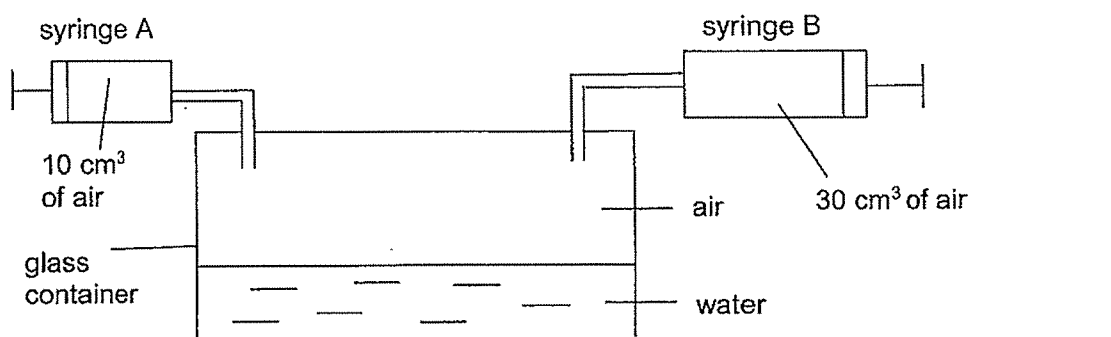 syringe A
syringe B
10 cm³
of air
30 cm³ of air
air
glass
container
water